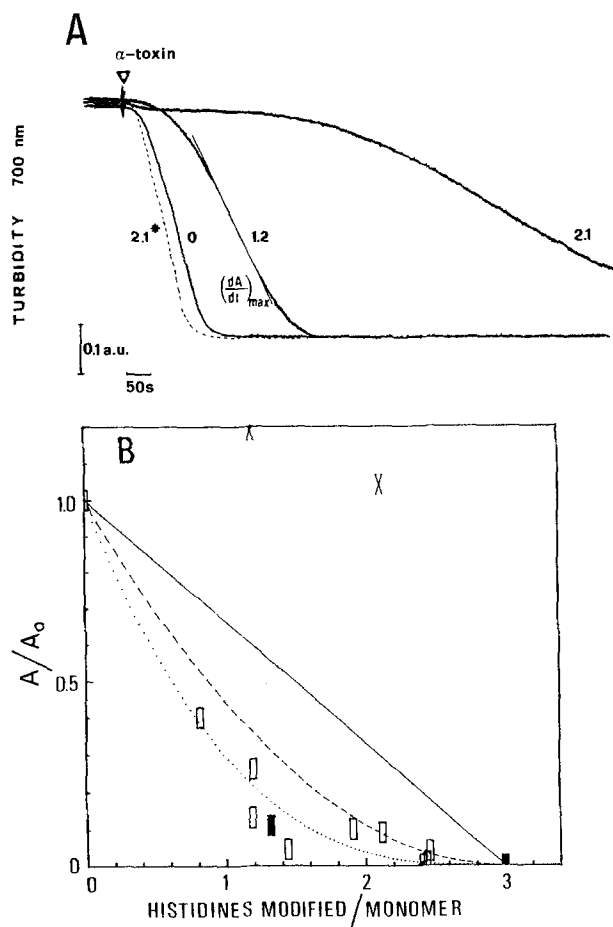 A
α-toxin
TURBIDITY 700 nm
2.1*
0
1.2
2.1
(dA/dt)max
0.1 a.u.
50s
B
1.0
0.5
0
A/Ao
0 1 2 3
HISTIDINES MODIFIED/MONOMER